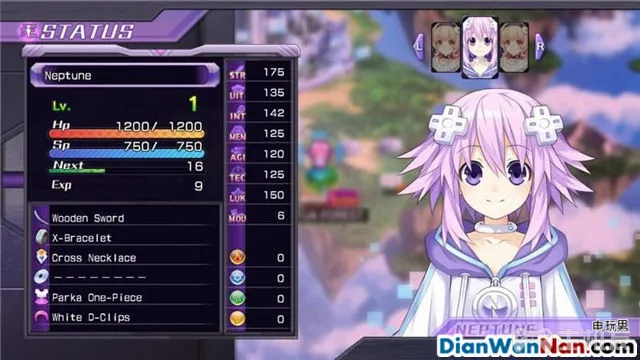 STATUS
L
R
Neptune
Lv. 1
Hp 1200/ 1200
Sp 750/ 750
Next 16
Exp 9
Wooden Sword
X-Bracelet
Cross Necklace
--------
Parka One-Piece
White D-Clips
STR 175
VIT 135
INT 142
MEN 125
AGI 120
TEC 125
LUK 150
MOV 6
0
0
0
0
NEPTUNE
电玩男
DianWanNan.com